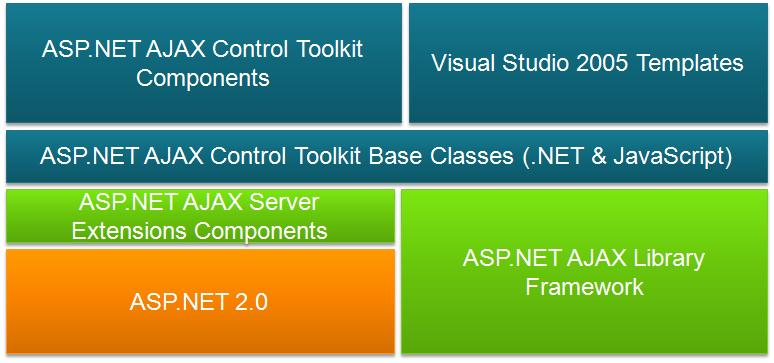 ASP.NET AJAX Control Toolkit
Components
Visual Studio 2005 Templates
ASP.NET AJAX Control Toolkit Base Classes (.NET & JavaScript)
ASP.NET AJAX Server
Extensions Components
ASP.NET AJAX Library
Framework
ASP.NET 2.0